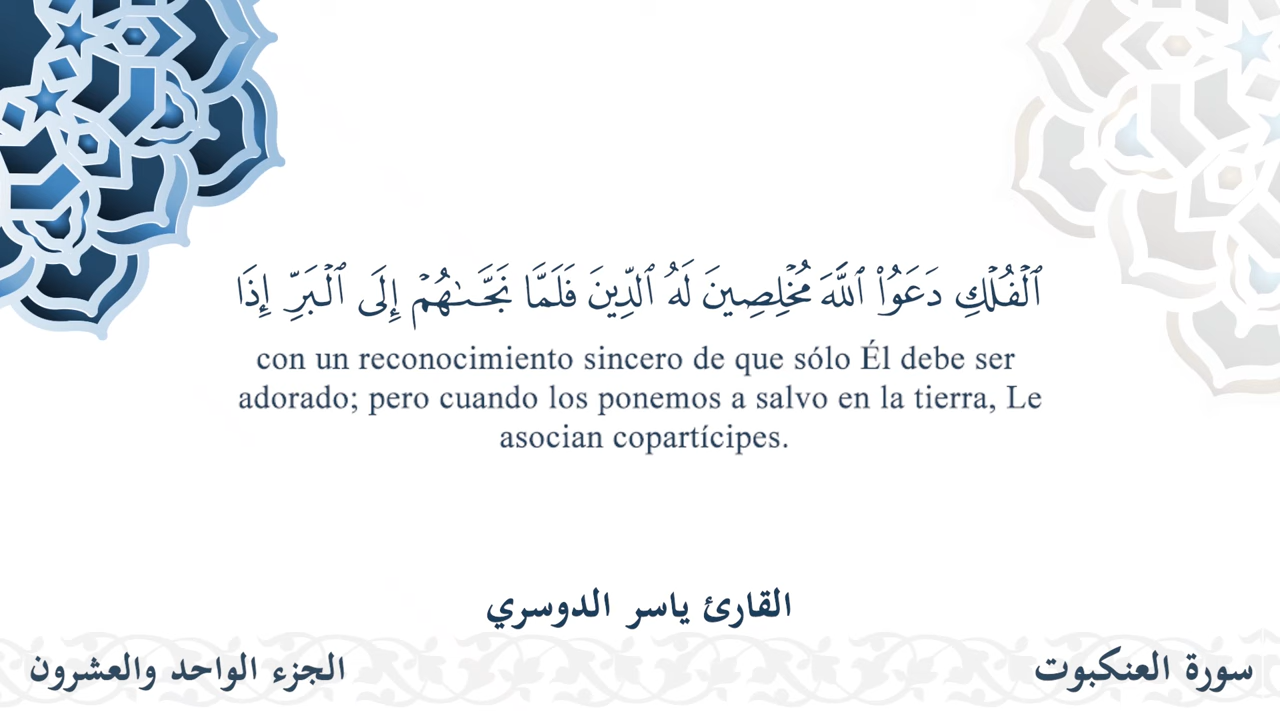 ٱلْفُلْكِ دَعَوُا۟ ٱللَّهَ مُخْلِصِينَ لَهُ ٱلدِّينَ فَلَمَّا نَجَّىٰهُمْ إِلَى ٱلْبَرِّ إِذَا
con un reconocimiento sincero de que sólo Él debe ser
adorado; pero cuando los ponemos a salvo en la tierra, Le
asocian copartícipes.
القارئ ياسر الدوسري
سورة العنكبوت
الجزء الواحد والعشرون